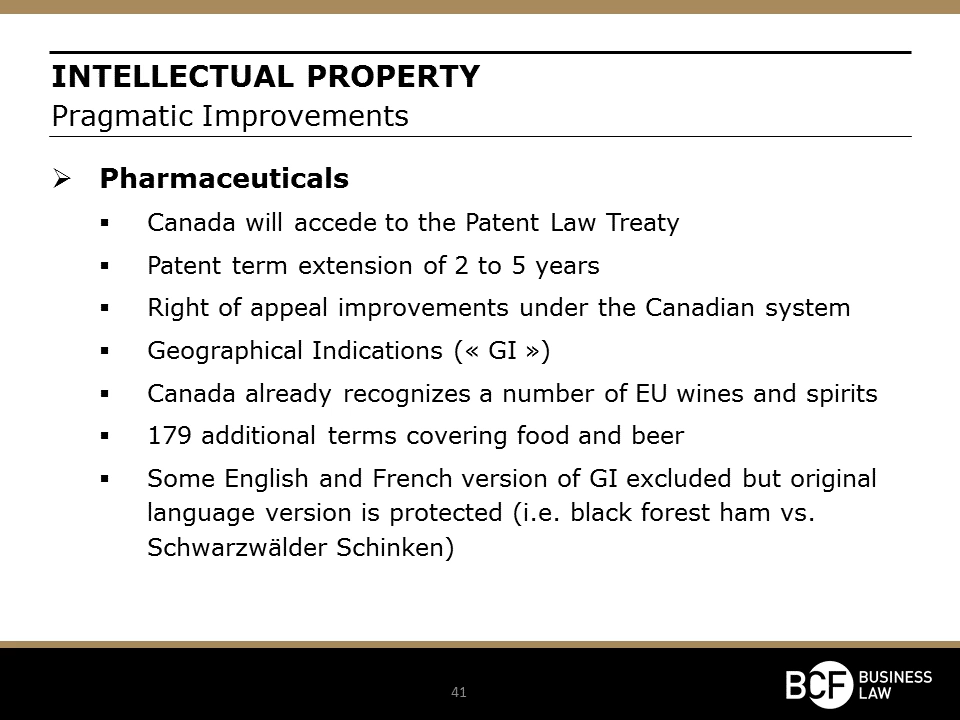 INTELLECTUAL PROPERTY
Pragmatic Improvements
➢ Pharmaceuticals
▪ Canada will accede to the Patent Law Treaty
▪ Patent term extension of 2 to 5 years
▪ Right of appeal improvements under the Canadian system
▪ Geographical Indications (« GI »)
▪ Canada already recognizes a number of EU wines and spirits
▪ 179 additional terms covering food and beer
▪ Some English and French version of GI excluded but original
language version is protected (i.e. black forest ham vs.
Schwarzwälder Schinken)
41
BCF BUSINESS
LAW